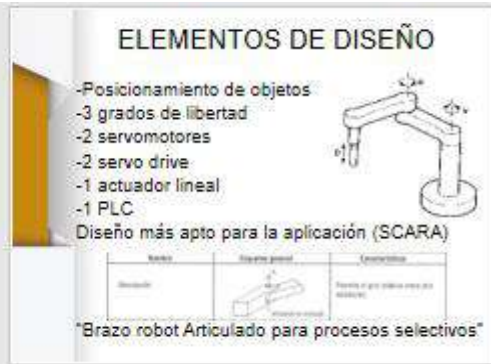 ELEMENTOS DE DISEÑO
-Posicionamiento de objetos
-3 grados de libertad
-2 servomotores
-2 servo drive
-1 actuador lineal
-1 PLC
Diseño más apto para la aplicación (SCARA)
"Brazo robot Articulado para procesos selectivos"